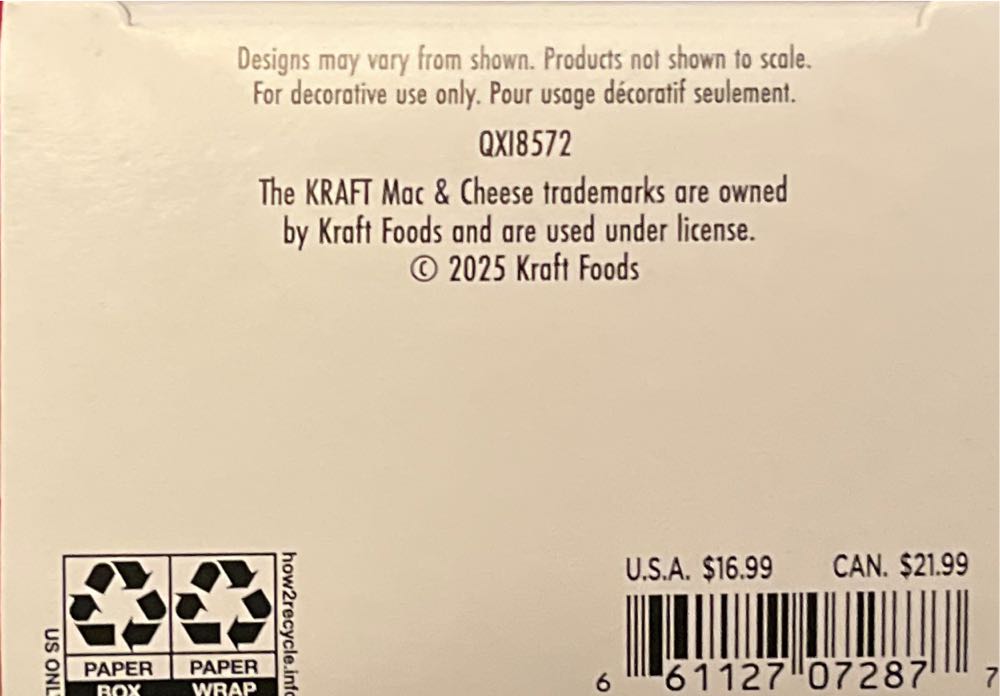 Designs may vary from shown. Products not shown to scale.
For decorative use only. Pour usage décoratif seulement.
QXI8572
The KRAFT Mac & Cheese trademarks are owned
by Kraft Foods and are used under license.
© 2025 Kraft Foods
US ONLY
PAPER PAPER
BOX WRAP
how2recycle.info
U.S.A. $16.99 CAN. $21.99
6 61127 07287 7